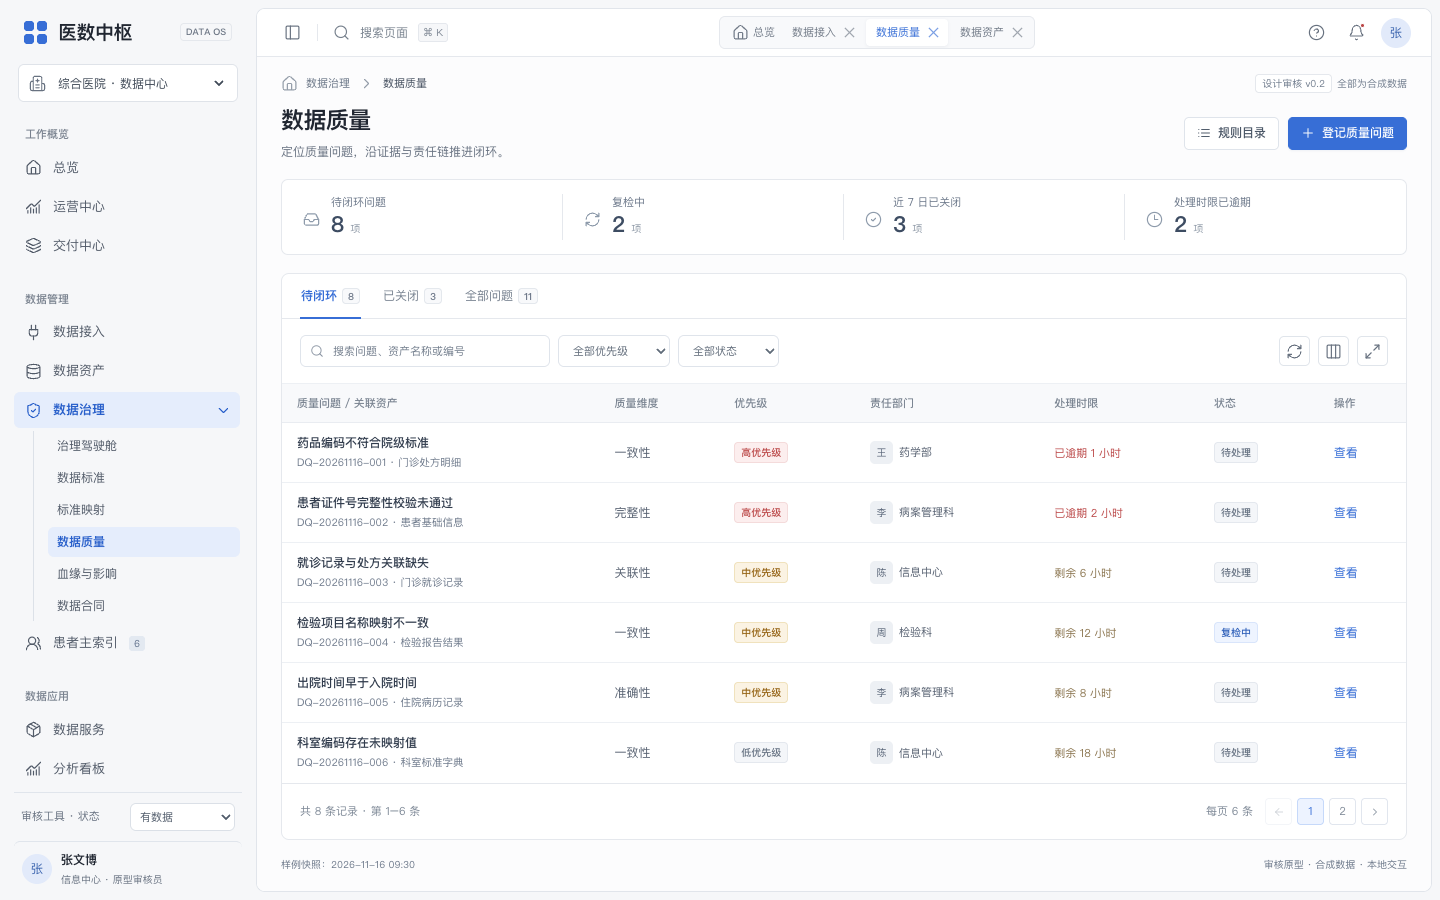 医数中枢 DATA OS
综合医院 · 数据中心
工作概览
总览
运营中心
交付中心
数据管理
数据接入
数据资产
数据治理
治理驾驶舱
数据标准
标准映射
数据质量
血缘与影响
数据合同
患者主索引 6
数据应用
数据服务
分析看板
审核工具 · 状态 有数据
张 张文博
信息中心 · 原型审核员
搜索页面 ⌘ K 总览 数据接入 数据质量 数据资产 张
数据治理 数据质量 设计审核 v0.2 全部为合成数据
数据质量
定位质量问题，沿证据与责任链推进闭环。
规则目录 登记质量问题
待闭环问题 复检中 近 7 日已关闭 处理时限已逾期
8 项 2 项 3 项 2 项
待闭环 8 已关闭 3 全部问题 11
搜索问题、资产名称或编号 全部优先级 全部状态
质量问题 / 关联资产 质量维度 优先级 责任部门 处理时限 状态 操作
药品编码不符合院级标准
DQ-20261116-001 · 门诊处方明细
一致性 高优先级 王 药学部 已逾期 1 小时 待处理 查看
患者证件号完整性校验未通过
DQ-20261116-002 · 患者基础信息
完整性 高优先级 李 病案管理科 已逾期 2 小时 待处理 查看
就诊记录与处方关联缺失
DQ-20261116-003 · 门诊就诊记录
关联性 中优先级 陈 信息中心 剩余 6 小时 待处理 查看
检验项目名称映射不一致
DQ-20261116-004 · 检验报告结果
一致性 中优先级 周 检验科 剩余 12 小时 复检中 查看
出院时间早于入院时间
DQ-20261116-005 · 住院病历记录
准确性 中优先级 李 病案管理科 剩余 8 小时 待处理 查看
科室编码存在未映射值
DQ-20261116-006 · 科室标准字典
一致性 低优先级 陈 信息中心 剩余 18 小时 待处理 查看
共 8 条记录 · 第 1–6 条 每页 6 条 1 2
样例快照：2026-11-16 09:30 审核原型 · 合成数据 · 本地交互